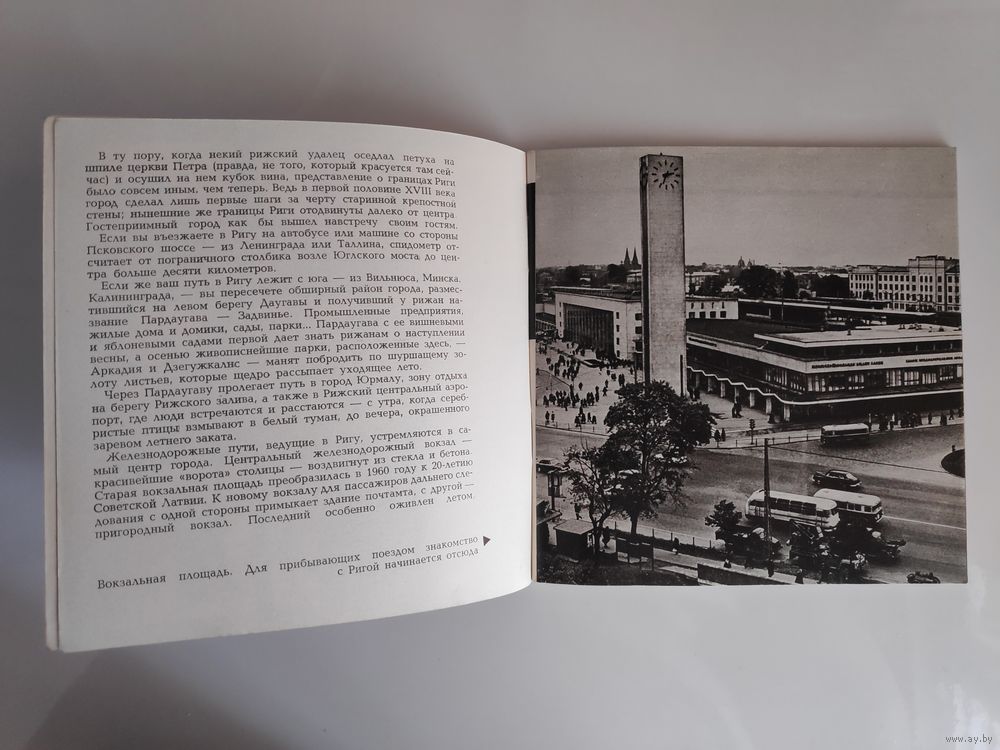 В ту пору, когда некий рижский удалец оседлал петуха на
шпиле церкви Петра (правда, не того, который красуется там сей-
час) и осушил на нем кубок вина, представление о границах Риги
было совсем иным, чем теперь. Ведь в первой половине XVIII века
город сделал лишь первые шаги за черту старинной крепостной
стены; нынешние же границы Риги отодвинуты далеко от центра.
Гостеприимный город как бы вышел навстречу своим гостям.
Если вы въезжаете в Ригу на автобусе или машине со стороны
Псковского шоссе — из Ленинграда или Таллина, спидометр от-
считает от пограничного столбика возле Юглского моста до цен-
тра больше десяти километров.
Если же ваш путь в Ригу лежит с юга — из Вильнюса, Минска,
Калининграда, — вы пересечете обширный район города, размес-
тившийся на левом берегу Даугавы и получивший у рижан на-
звание Пардаугава — Задвинье. Промышленные предприятия,
жилые дома и домики, сады, парки... Пардаугава с ее вишневыми
и яблоневыми садами первой дает знать рижанам о наступлении
весны, а осенью живописнейшие парки, расположенные здесь, —
Аркадия и Дзегужкалнс — манят побродить по шуршащему зо-
лоту листьев, которые щедро рассыпает уходящее лето.
Через Пардаугаву пролегает путь в город Юрмалу, зону отдыха
на берегу Рижского залива, а также в Рижский центральный аэро-
порт, где люди встречаются и расстаются — с утра, когда сереб-
ристые птицы взмывают в белый туман, до вечера, окрашенного
заревом летнего заката.
Железнодорожные пути, ведущие в Ригу, устремляются в са-
мый центр города. Центральный железнодорожный вокзал —
красивейшие «ворота» столицы — воздвигнут из стекла и бетона.
Старая вокзальная площадь преобразилась в 1960 году к 20-летию
Советской Латвии. К новому вокзалу для пассажиров дальнего сле-
дования с одной стороны примыкает здание почтамта, с другой —
пригородный вокзал. Последний особенно оживлен летом.
Вокзальная площадь. Для прибывающих поездом знакомство
с Ригой начинается отсюда
www.ay.by